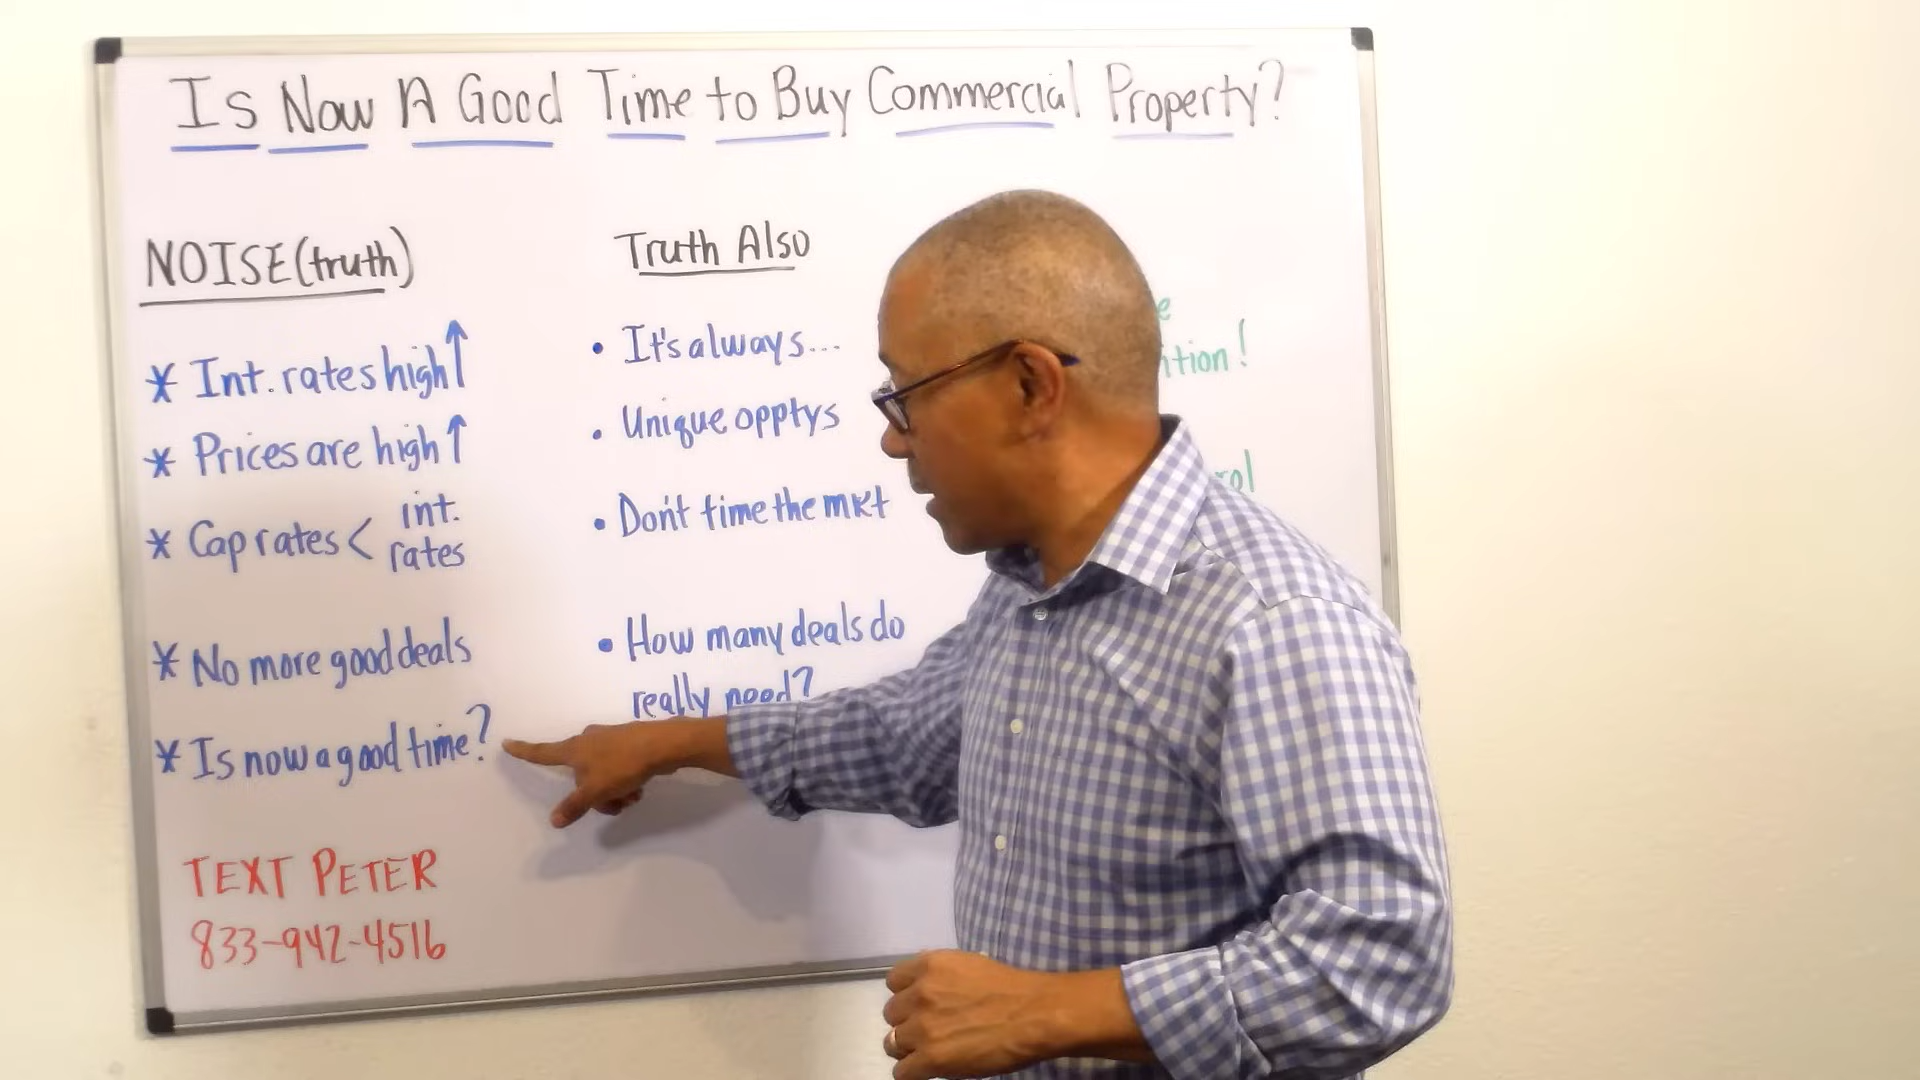 Is Now A Good Time to Buy Commercial Property?
NOISE (truth)
* Int. rates high ↑
* Prices are high ↑
* Cap rates < int.
rates
* No more good deals
* Is now a good time?
TEXT PETER
833-942-4516
Truth Also
• It's always...
• Unique opptys
• Don't time the mkt
• How many deals do
really need?